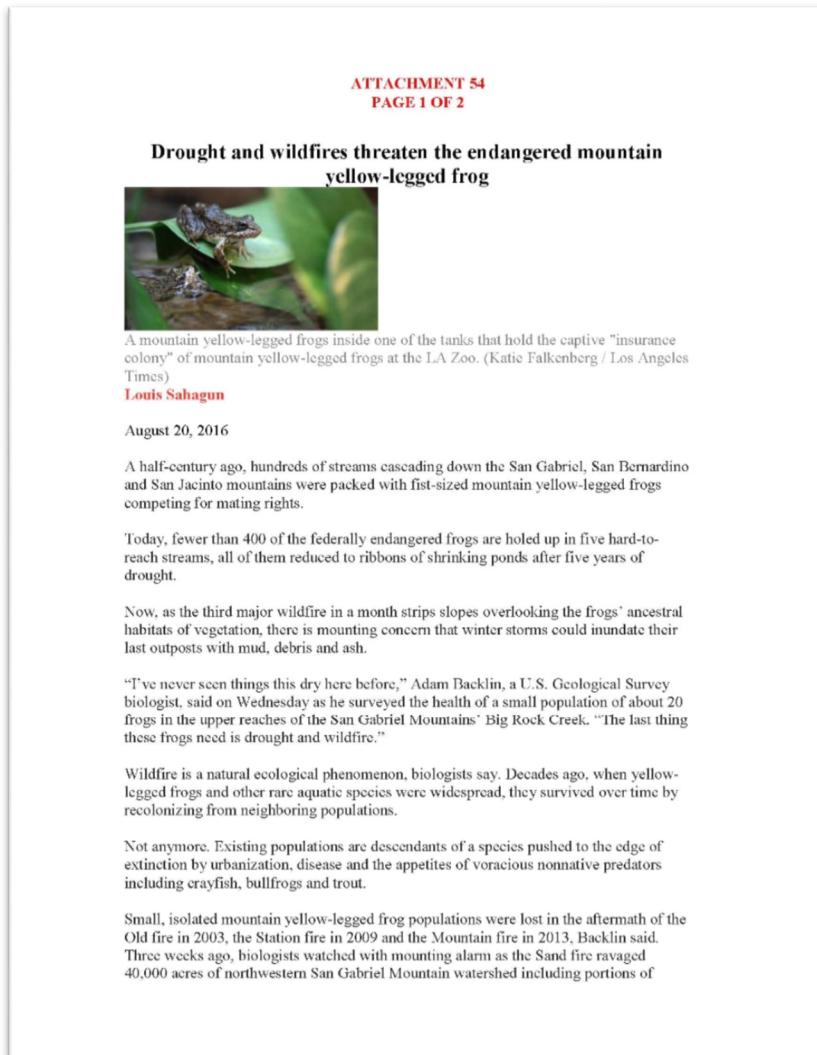 ATTACHMENT 54
PAGE 1 OF 2
Drought and wildfires threaten the endangered mountain
yellow-legged frog
A mountain yellow-legged frogs inside one of the tanks that hold the captive "insurance
colony" of mountain yellow-legged frogs at the LA Zoo. (Katie Falkenberg / Los Angeles
Times)
Louis Sahagun
August 20, 2016
A half-century ago, hundreds of streams cascading down the San Gabriel, San Bernardino
and San Jacinto mountains were packed with fist-sized mountain yellow-legged frogs
competing for mating rights.
Today, fewer than 400 of the federally endangered frogs are holed up in five hard-to-
reach streams, all of them reduced to ribbons of shrinking ponds after five years of
drought.
Now, as the third major wildfire in a month strips slopes overlooking the frogs’ ancestral
habitats of vegetation, there is mounting concern that winter storms could inundate their
last outposts with mud, debris and ash.
“I’ve never seen things this dry here before,” Adam Backlin, a U.S. Geological Survey
biologist, said on Wednesday as he surveyed the health of a small population of about 20
frogs in the upper reaches of the San Gabriel Mountains’ Big Rock Creek. “The last thing
these frogs need is drought and wildfire.”
Wildfire is a natural ecological phenomenon, biologists say. Decades ago, when yellow-
legged frogs and other rare aquatic species were widespread, they survived over time by
recolonizing from neighboring populations.
Not anymore. Existing populations are descendants of a species pushed to the edge of
extinction by urbanization, disease and the appetites of voracious nonnative predators
including crayfish, bullfrogs and trout.
Small, isolated mountain yellow-legged frog populations were lost in the aftermath of the
Old fire in 2003, the Station fire in 2009 and the Mountain fire in 2013, Backlin said.
Three weeks ago, biologists watched with mounting alarm as the Sand fire ravaged
40,000 acres of northwestern San Gabriel Mountain watershed including portions of